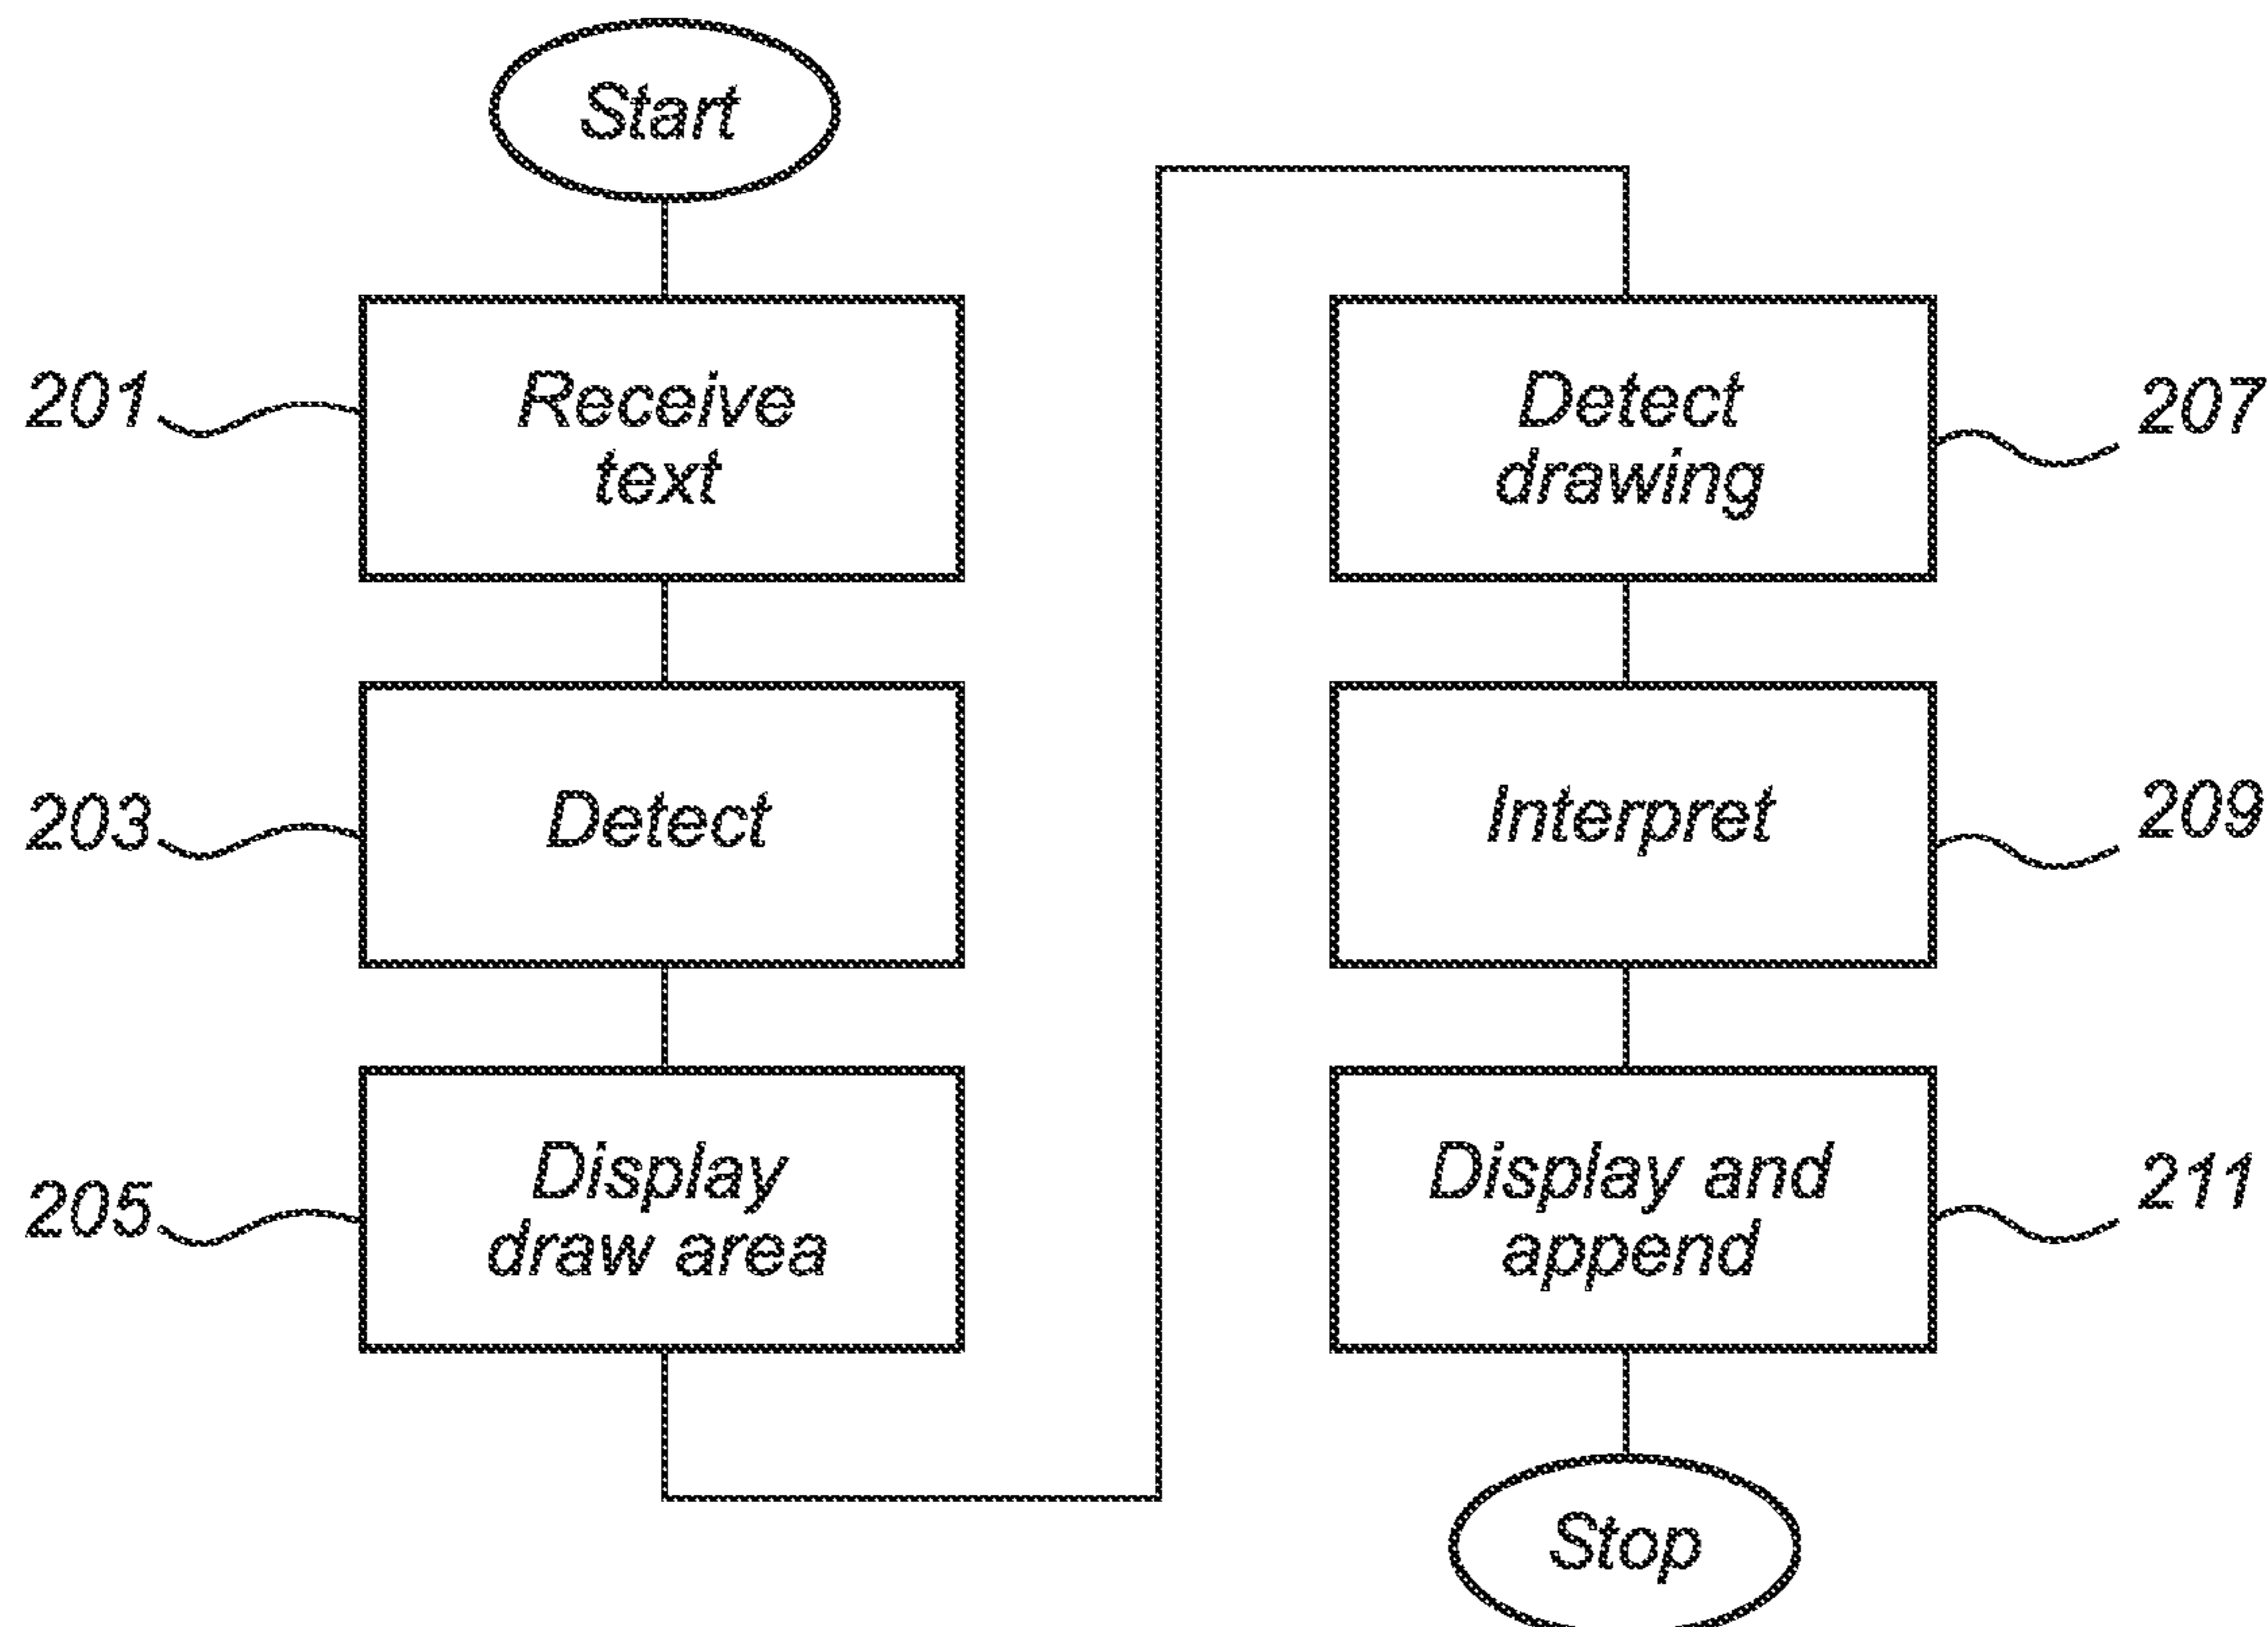 Start
201
Receive
text
203
Detect
205
Display
draw area
Detect
drawing
207
Interpret
209
Display and
append
211
Stop